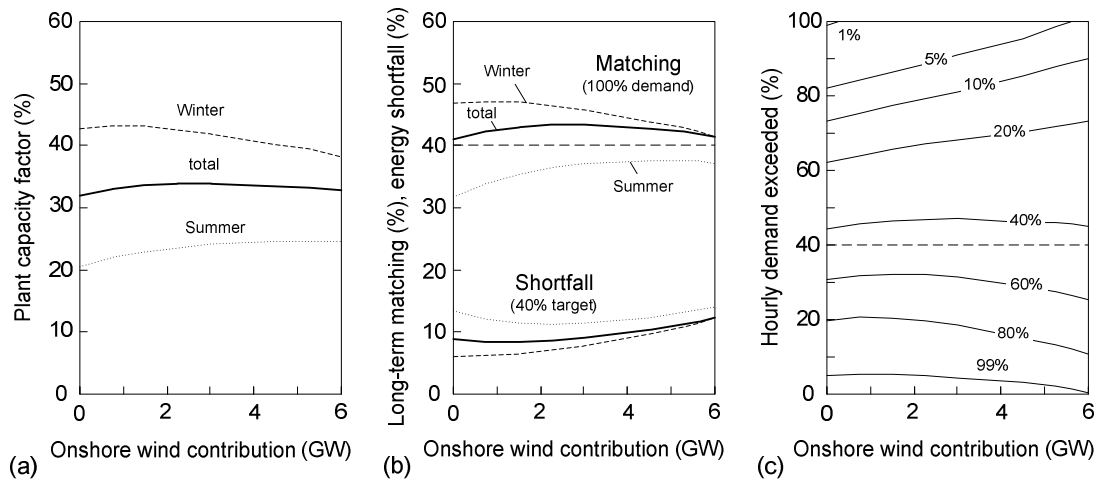 60
50
40
30
20
10
0
0
2
4
6
Plant capacity factor (%)
Winter
total
Summer
Onshore wind contribution (GW)
(a)
60
50
40
30
20
10
0
0
2
4
6
Long-term matching (%), energy shortfall (%)
Matching
(100% demand)
Winter
total
Summer
Shortfall
(40% target)
Onshore wind contribution (GW)
(b)
100
80
60
40
20
0
0
2
4
6
Hourly demand exceeded (%)
1%
5%
10%
20%
40%
60%
80%
99%
Onshore wind contribution (GW)
(c)